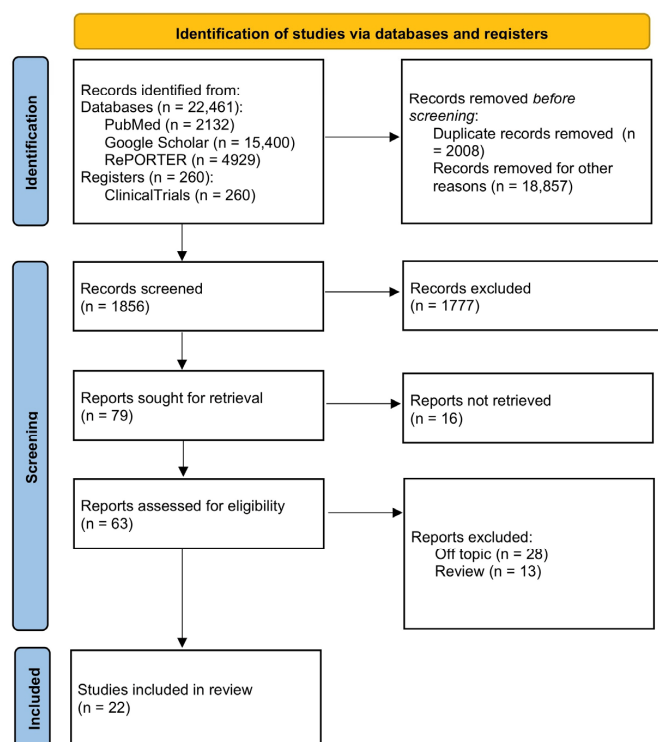 Identification of studies via databases and registers
Identification
Records identified from:
Databases (n = 22,461):
PubMed (n = 2132)
Google Scholar (n = 15,400)
RePORTER (n = 4929)
Registers (n = 260):
ClinicalTrials (n = 260)
Records removed before
screening:
Duplicate records removed (n
= 2008)
Records removed for other
reasons (n = 18,857)
Screening
Records screened
(n = 1856)
Records excluded
(n = 1777)
Reports sought for retrieval
(n = 79)
Reports not retrieved
(n = 16)
Reports assessed for eligibility
(n = 63)
Reports excluded:
Off topic (n = 28)
Review (n = 13)
Included
Studies included in review
(n = 22)